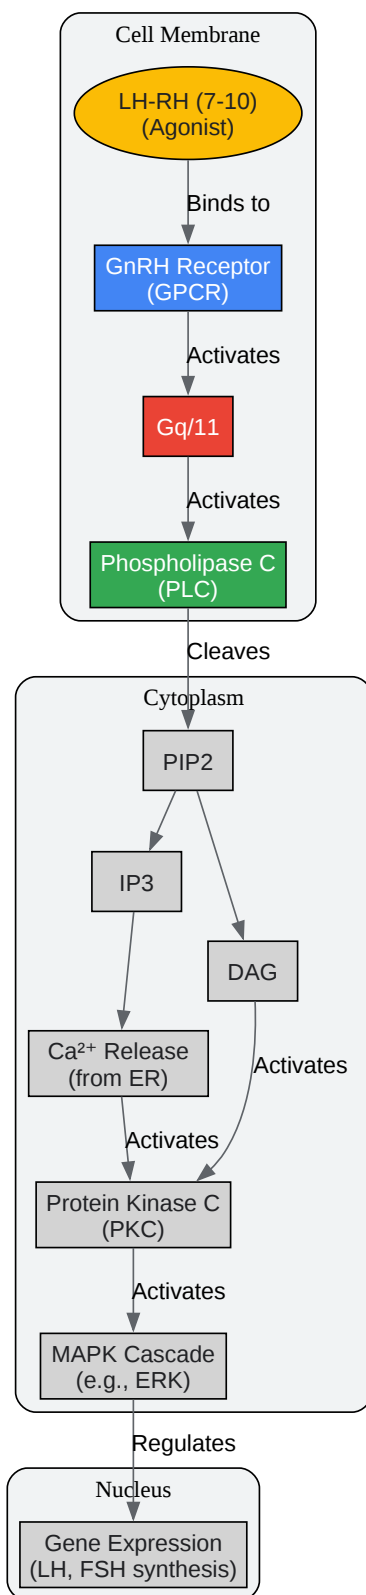 Cell Membrane
LH-RH (7-10)
(Agonist)
Binds to
GnRH Receptor
(GPCR)
Activates
Gq/11
Activates
Phospholipase C
(PLC)
Cleaves
Cytoplasm
PIP2
IP3
DAG
Ca²⁺ Release
(from ER)
Activates
Activates
Protein Kinase C
(PKC)
Activates
MAPK Cascade
(e.g., ERK)
Regulates
Nucleus
Gene Expression
(LH, FSH synthesis)